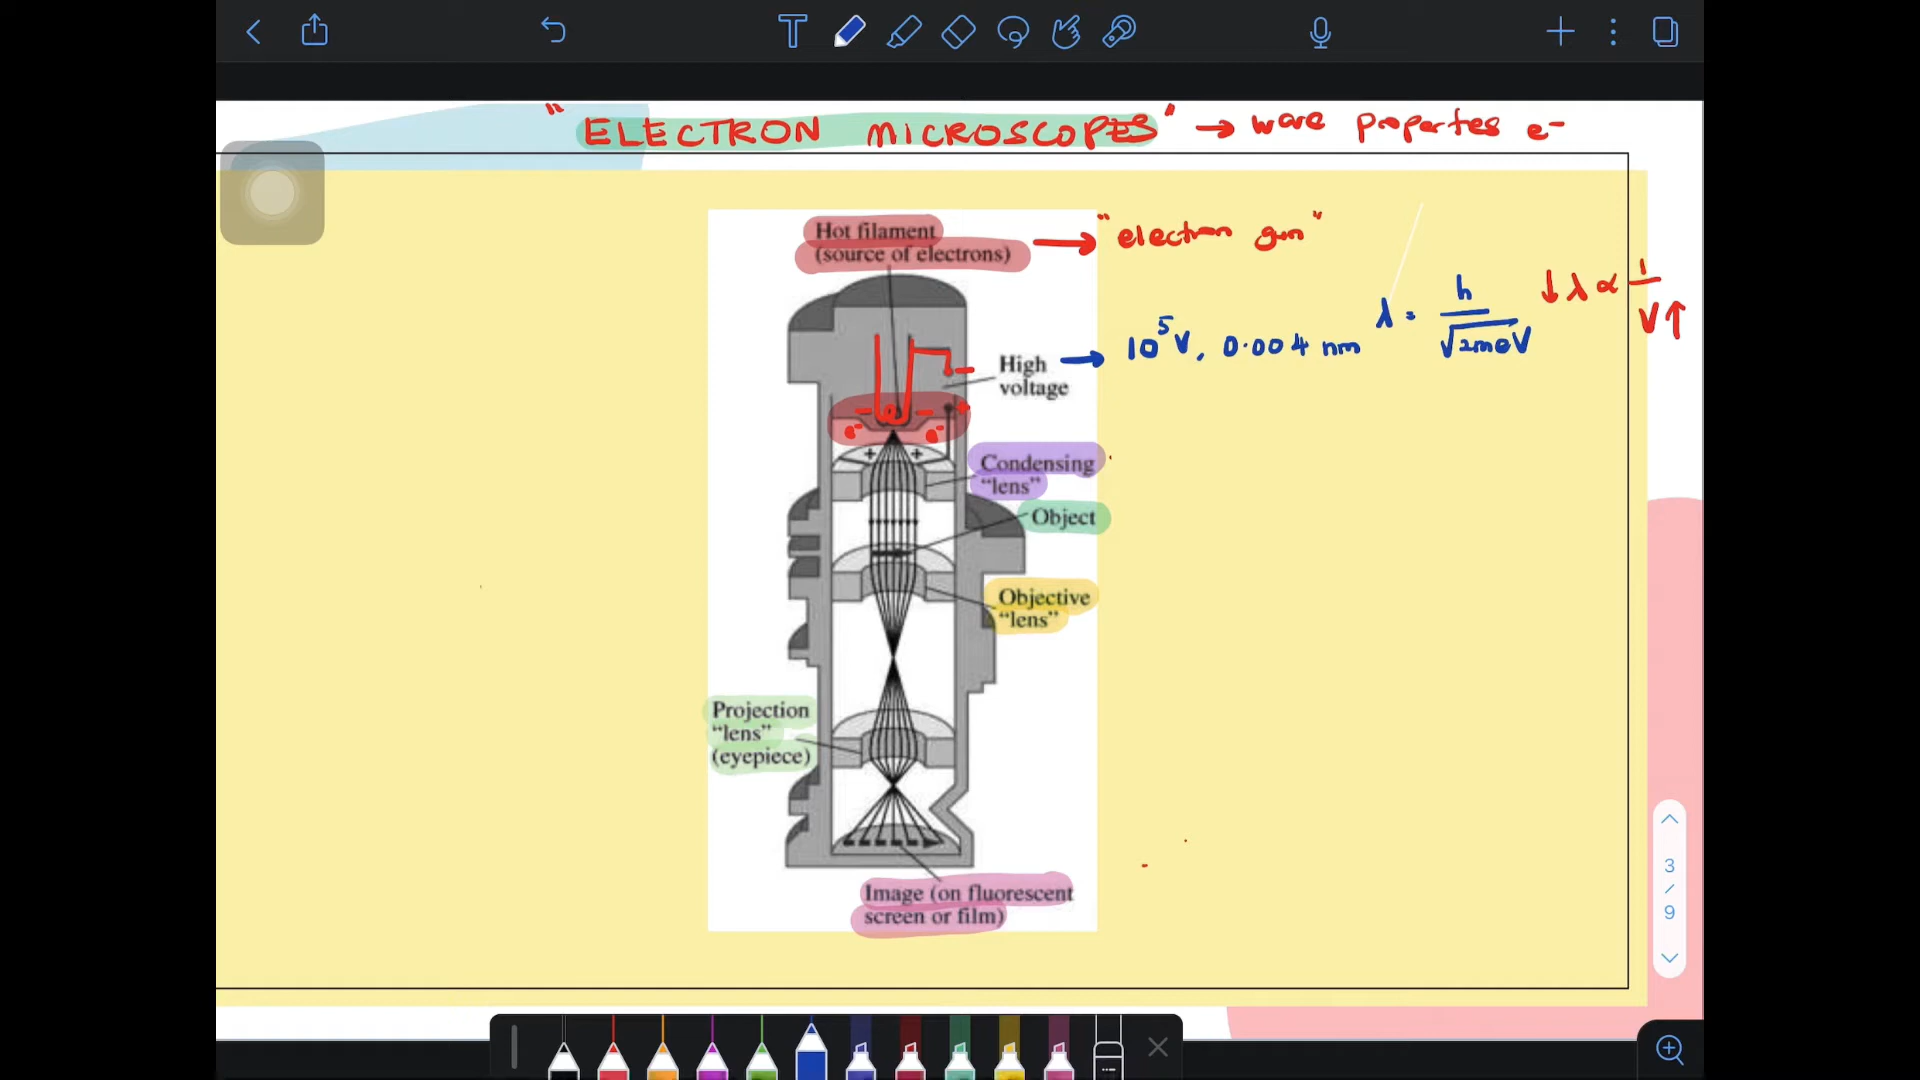 "ELECTRON MICROSCOPES" → wave properties e⁻
Hot filament
(source of electrons)
→ "electron gun"
High
voltage
→ 10⁵ V, 0.004 nm
λ = h / √2meV
↓ λ ∝ 1 / V ↑
− − − +
e⁻ e⁻
+ +
Condensing
“lens”
Object
Objective
“lens”
Projection
“lens”
(eyepiece)
Image (on fluorescent
screen or film)
3
/
9